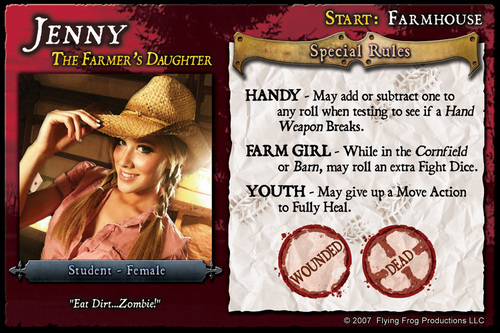 JENNY
THE FARMER'S DAUGHTER
START: FARMHOUSE
Special Rules
HANDY - May add or subtract one to
any roll when testing to see if a Hand
Weapon Breaks.
FARM GIRL - While in the Cornfield
or Barn, may roll an extra Fight Dice.
YOUTH - May give up a Move Action
to Fully Heal.
WOUNDED
DEAD
Student - Female
"Eat Dirt...Zombie!"
© 2007 Flying Frog Productions LLC